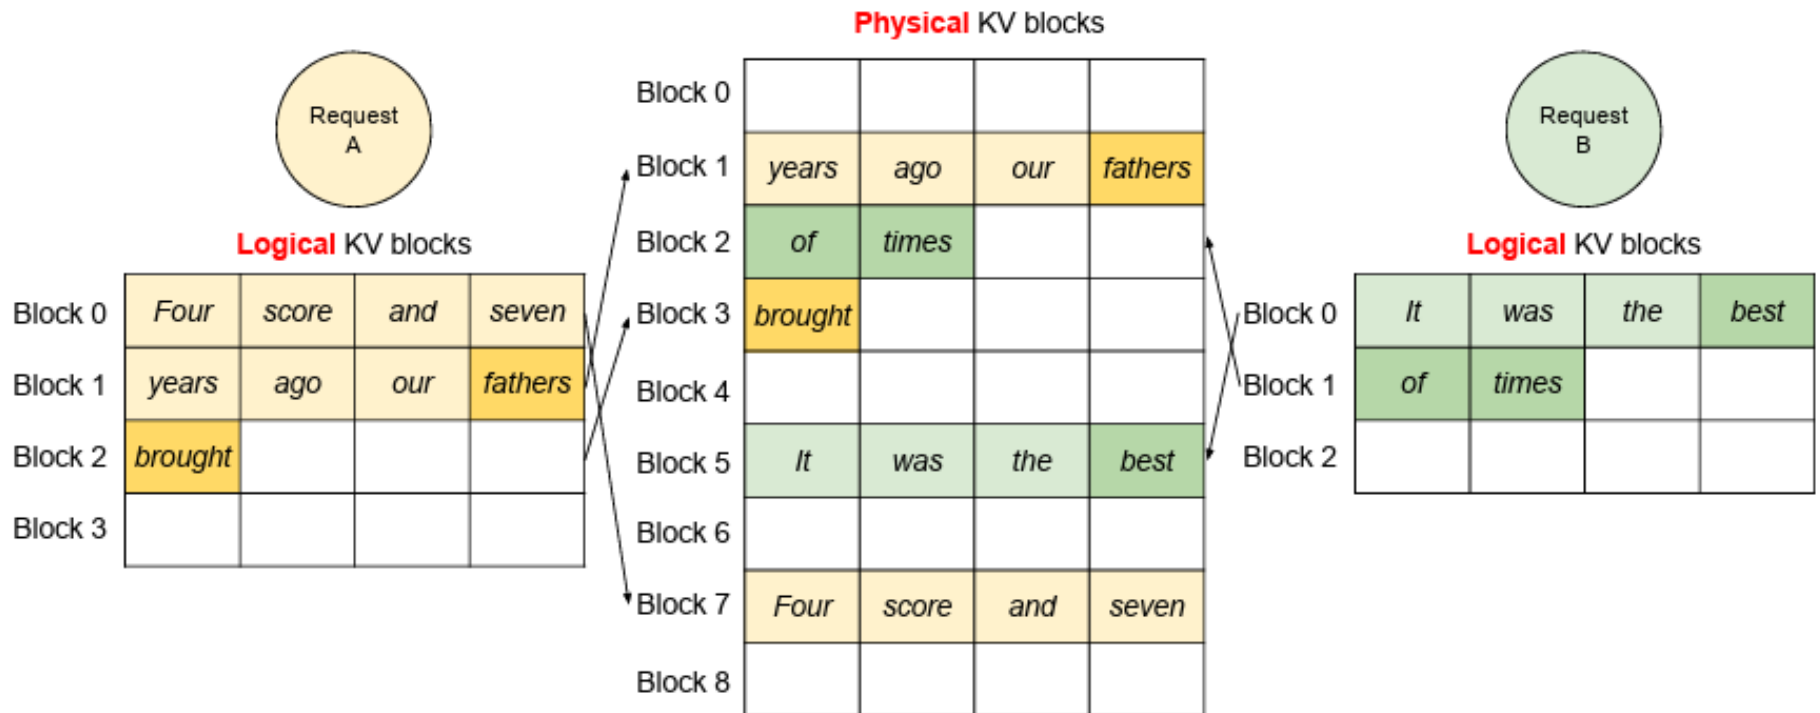 Physical KV blocks
Request
A
Logical KV blocks
Block 0 Four score and seven
Block 1 years ago our fathers
Block 2 brought
Block 3
Block 0
Block 1 years ago our fathers
Block 2 of times
Block 3 brought
Block 4
Block 5 It was the best
Block 6
Block 7 Four score and seven
Block 8
Request
B
Logical KV blocks
Block 0 It was the best
Block 1 of times
Block 2